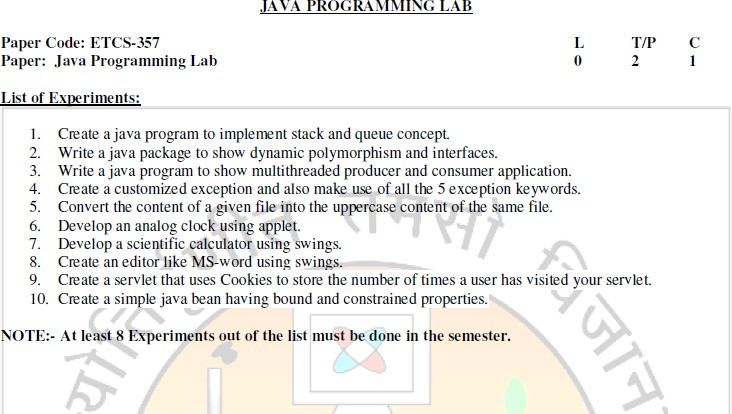 JAVA PROGRAMMING LAB
Paper Code: ETCS-357 L T/P C
Paper: Java Programming Lab 0 2 1
List of Experiments:
1. Create a java program to implement stack and queue concept.
2. Write a java package to show dynamic polymorphism and interfaces.
3. Write a java program to show multithreaded producer and consumer application.
4. Create a customized exception and also make use of all the 5 exception keywords.
5. Convert the content of a given file into the uppercase content of the same file.
6. Develop an analog clock using applet.
7. Develop a scientific calculator using swings.
8. Create an editor like MS-word using swings.
9. Create a servlet that uses Cookies to store the number of times a user has visited your servlet.
10. Create a simple java bean having bound and constrained properties.
NOTE:- At least 8 Experiments out of the list must be done in the semester.
तमसो